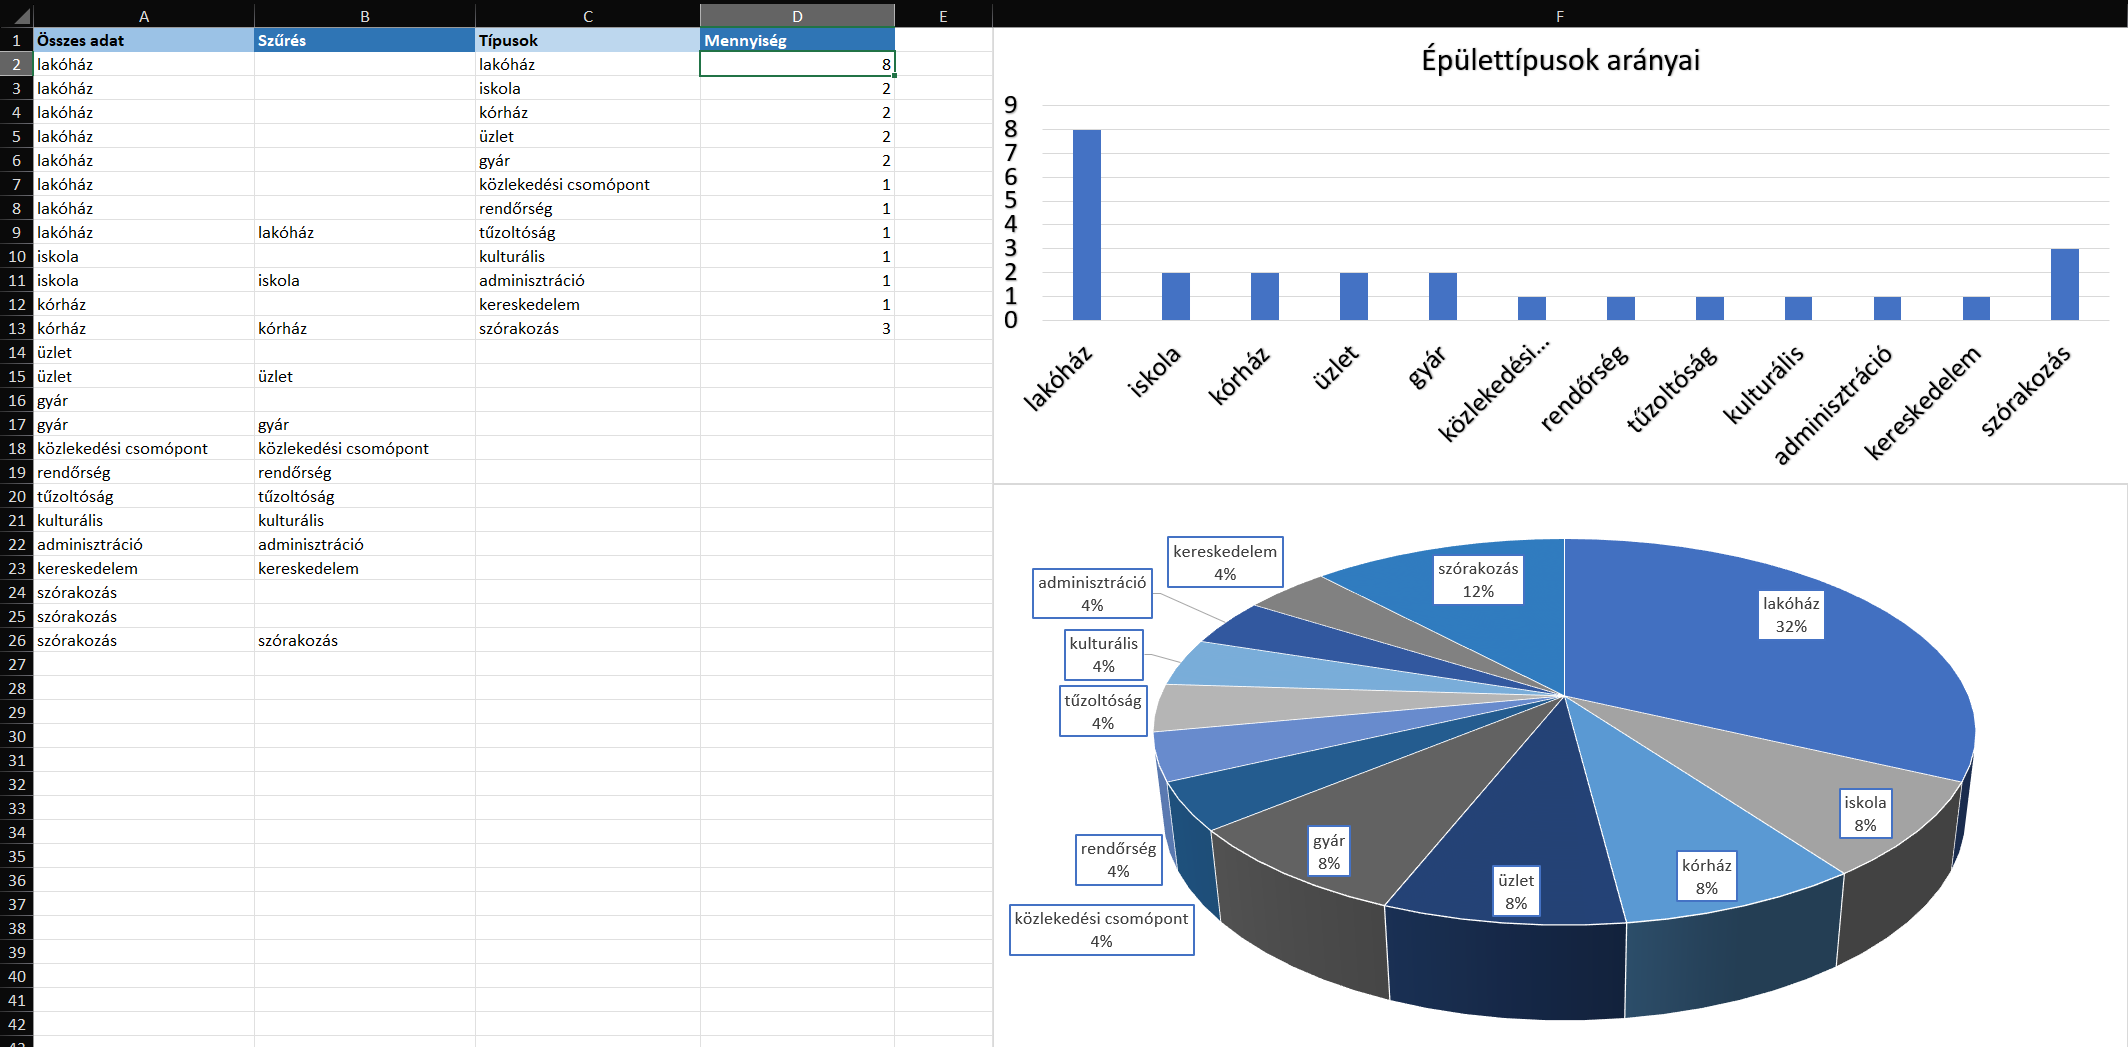 A B C D E F
1 Összes adat Szűrés Típusok Mennyiség
2 lakóház lakóház 8
3 lakóház iskola 2
4 lakóház kórház 2
5 lakóház üzlet 2
6 lakóház gyár 2
7 lakóház közlekedési csomópont 1
8 lakóház rendőrség 1
9 lakóház lakóház tűzoltóság 1
10 iskola kulturális 1
11 iskola iskola adminisztráció 1
12 kórház kereskedelem 1
13 kórház kórház szórakozás 3
14 üzlet
15 üzlet üzlet
16 gyár
17 gyár gyár
18 közlekedési csomópont közlekedési csomópont
19 rendőrség rendőrség
20 tűzoltóság tűzoltóság
21 kulturális kulturális
22 adminisztráció adminisztráció
23 kereskedelem kereskedelem
24 szórakozás
25 szórakozás
26 szórakozás szórakozás
27
28
29
30
31
32
33
34
35
36
37
38
39
40
41
42
Épülettípusok arányai
9
8
7
6
5
4
3
2
1
0
lakóház
iskola
kórház
üzlet
gyár
közlekedési...
rendőrség
tűzoltóság
kulturális
adminisztráció
kereskedelem
szórakozás
kereskedelem
4%
szórakozás
12%
adminisztráció
4%
lakóház
32%
kulturális
4%
tűzoltóság
4%
iskola
8%
rendőrség
4%
gyár
8%
kórház
8%
üzlet
8%
közlekedési csomópont
4%